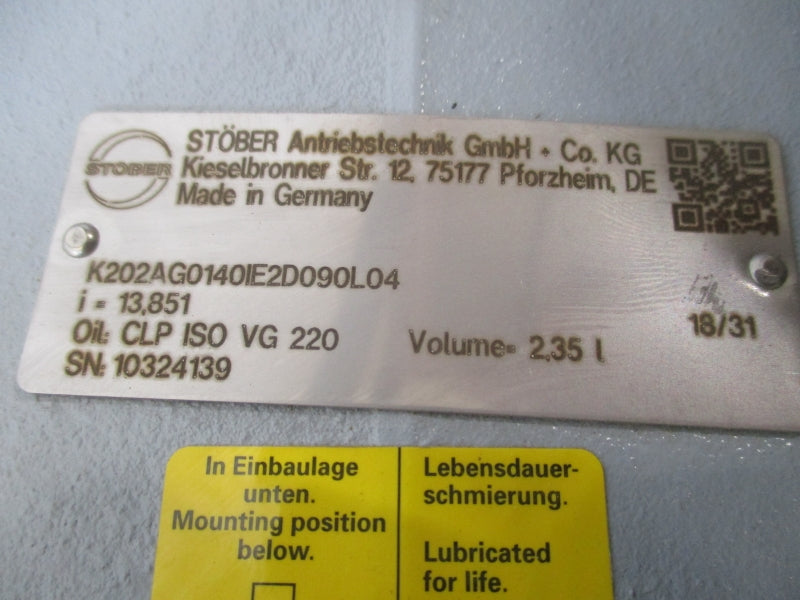 STÖBER
STÖBER Antriebstechnik GmbH + Co. KG
Kieselbronner Str. 12, 75177 Pforzheim, DE
Made in Germany
K202AG0140IE2D090L04
i = 13,851
Oil: CLP ISO VG 220
Volume= 2,35 l
18/31
SN: 10324139
In Einbaulage
unten.
Mounting position
below.
Lebensdauer-
schmierung.
Lubricated
for life.